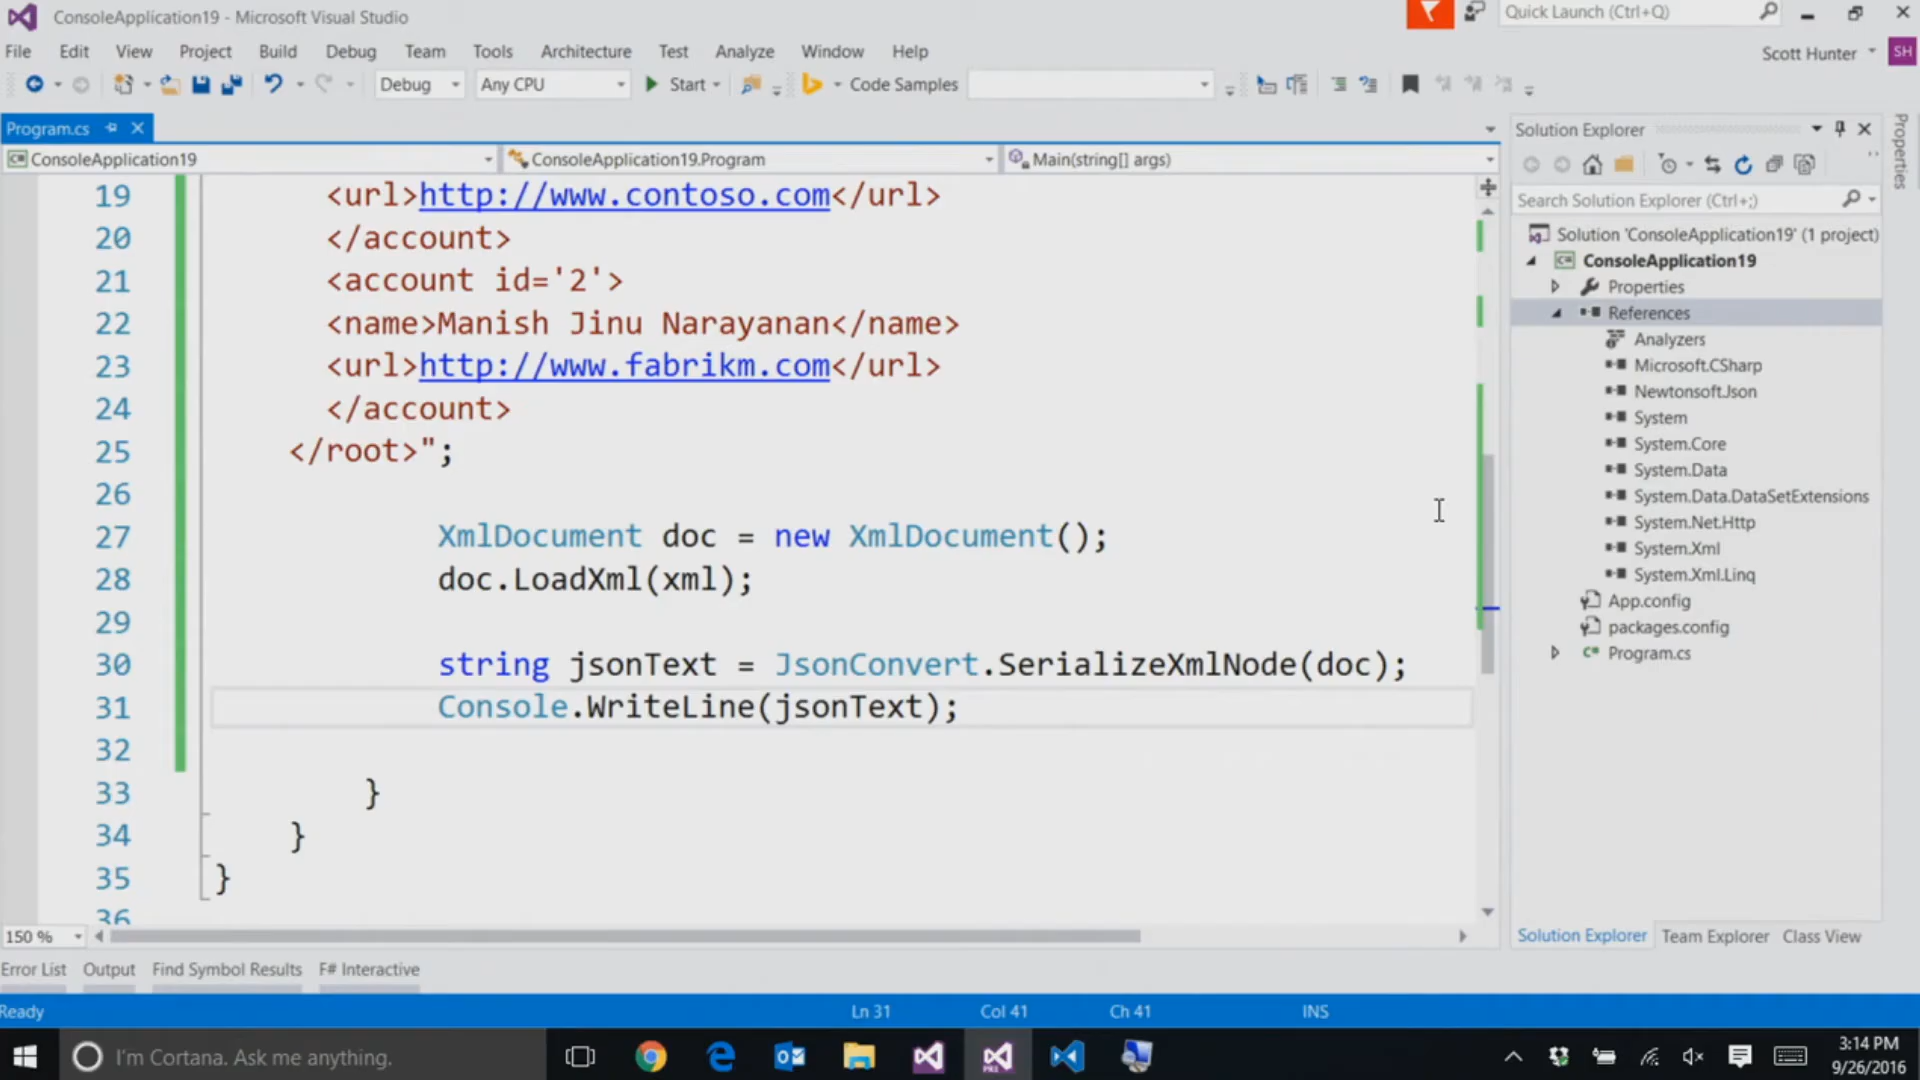 ConsoleApplication19 - Microsoft Visual Studio
Quick Launch (Ctrl+Q)
File Edit View Project Build Debug Team Tools Architecture Test Analyze Window Help
Scott Hunter SH
Debug Any CPU Start Code Samples
Program.cs
ConsoleApplication19 ConsoleApplication19.Program Main(string[] args)
19 <url>http://www.contoso.com</url>
20 </account>
21 <account id='2'>
22 <name>Manish Jinu Narayanan</name>
23 <url>http://www.fabrikm.com</url>
24 </account>
25 </root>";
26
27 XmlDocument doc = new XmlDocument();
28 doc.LoadXml(xml);
29
30 string jsonText = JsonConvert.SerializeXmlNode(doc);
31 Console.WriteLine(jsonText);
32
33 }
34 }
35 }
36
150 %
Solution Explorer
Properties
Search Solution Explorer (Ctrl+;)
Solution 'ConsoleApplication19' (1 project)
ConsoleApplication19
Properties
References
Analyzers
Microsoft.CSharp
Newtonsoft.Json
System
System.Core
System.Data
System.Data.DataSetExtensions
System.Net.Http
System.Xml
System.Xml.Linq
App.config
packages.config
Program.cs
Solution Explorer Team Explorer Class View
Error List Output Find Symbol Results F# Interactive
Ready Ln 31 Col 41 Ch 41 INS
I'm Cortana. Ask me anything.
PRE
3:14 PM
9/26/2016